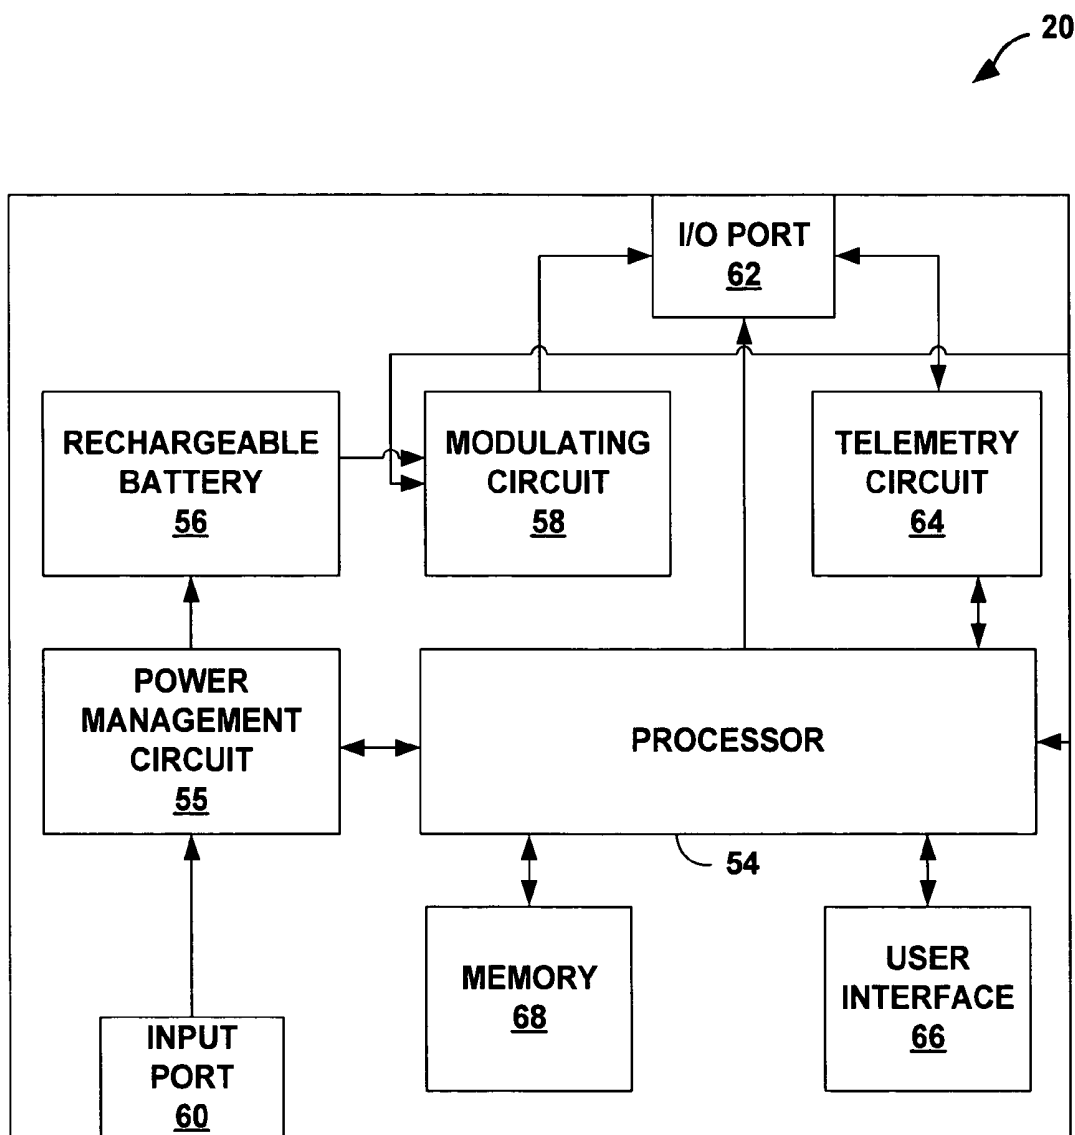 20
I/O PORT
62
RECHARGEABLE
BATTERY
56
MODULATING
CIRCUIT
58
TELEMETRY
CIRCUIT
64
POWER
MANAGEMENT
CIRCUIT
55
PROCESSOR
54
MEMORY
68
USER
INTERFACE
66
INPUT
PORT
60